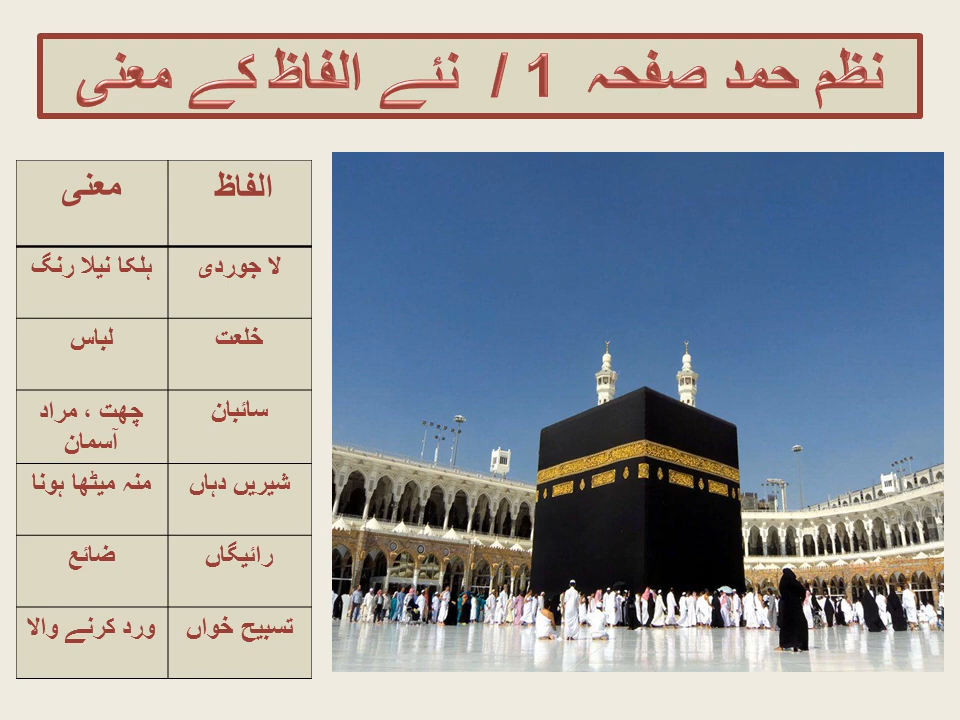 نظم حمد صفحہ 1 / نئے الفاظ کے معنی
الفاظ معنی
لا جوردی ہلکا نیلا رنگ
خلعت لباس
سائبان چھت ، مراد
آسمان
شیریں دہاں منہ میٹھا ہونا
رائیگاں ضائع
تسبیح خواں ورد کرنے والا